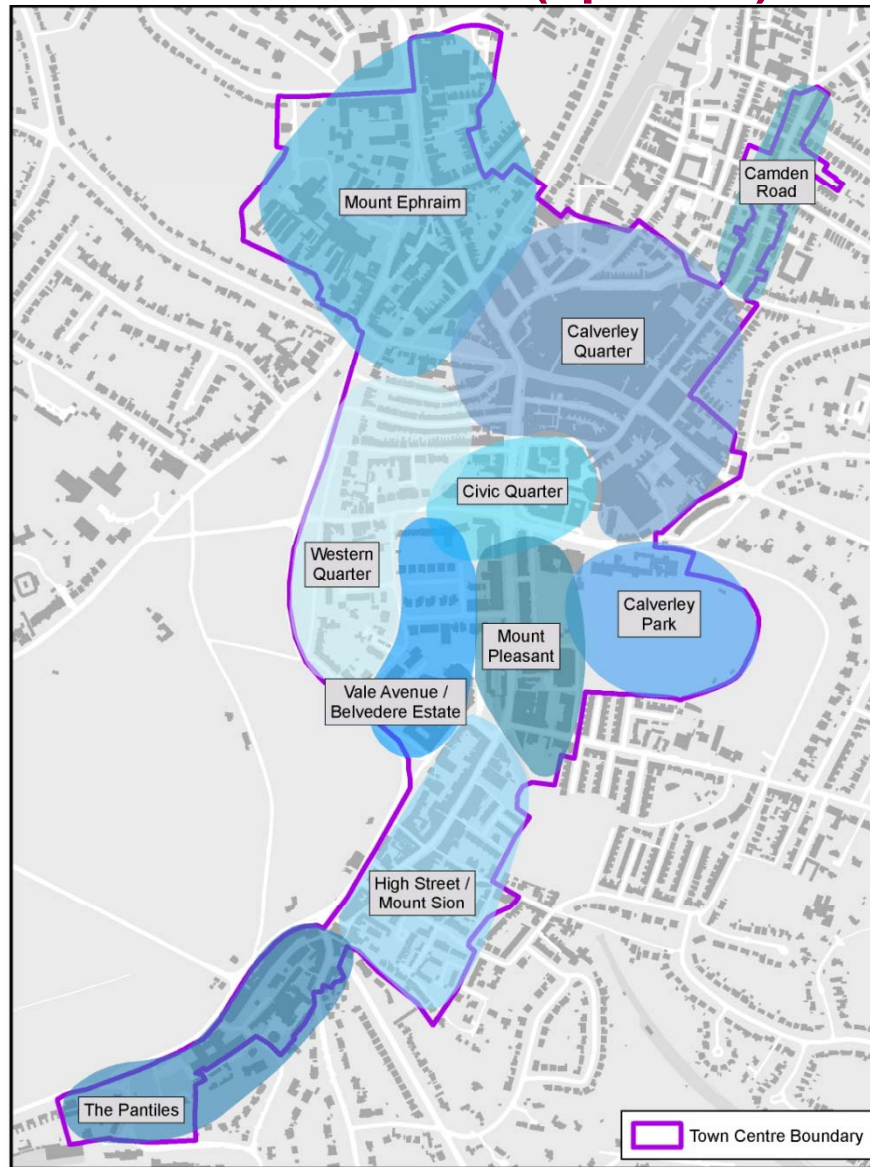 Mount Ephraim
Camden
Road
Calverley
Quarter
Civic Quarter
Western
Quarter
Mount
Pleasant
Calverley
Park
Vale Avenue /
Belvedere Estate
High Street /
Mount Sion
The Pantiles
Town Centre Boundary